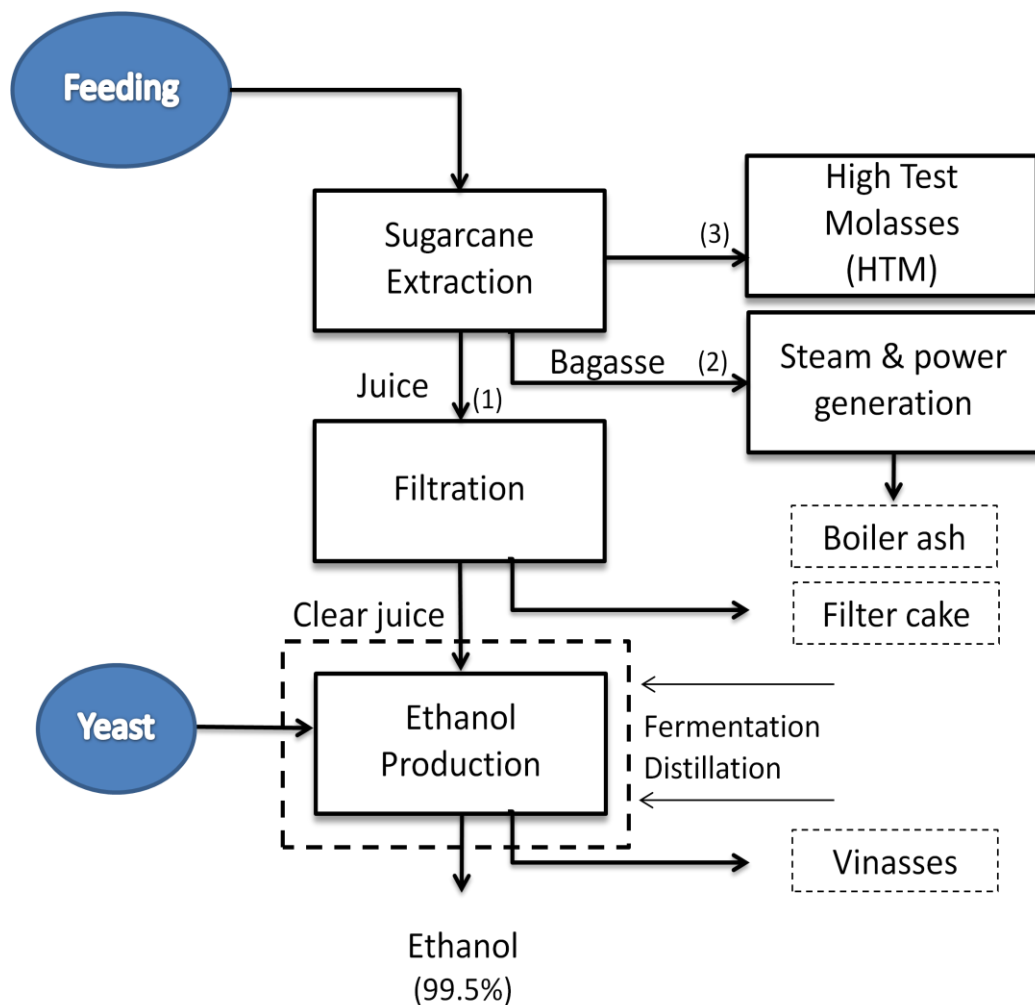 Feeding
Sugarcane
Extraction
(3)
High Test
Molasses
(HTM)
Bagasse
(2)
Steam & power
generation
Juice
(1)
Filtration
Boiler ash
Filter cake
Clear juice
Yeast
Ethanol
Production
Fermentation
Distillation
Vinasses
Ethanol
(99.5%)